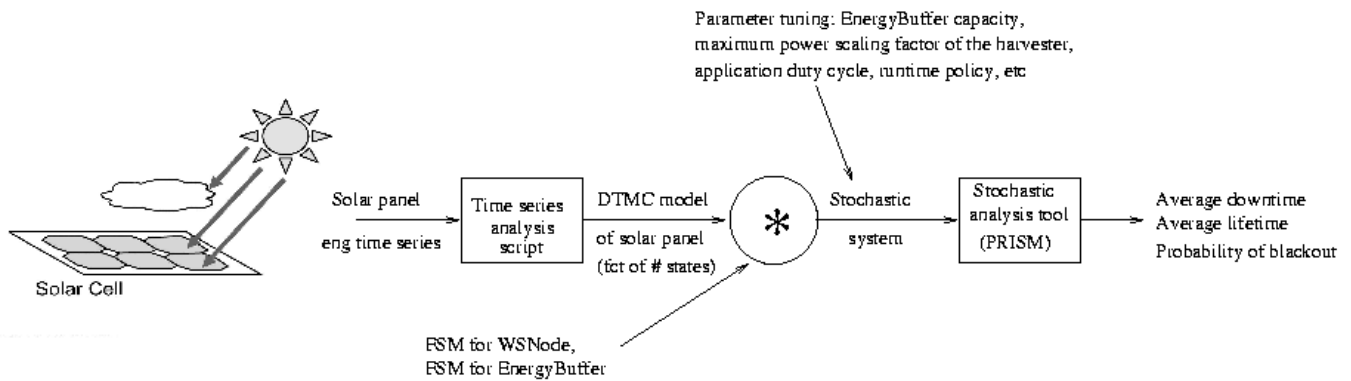 Parameter tuning: EnergyBuffer capacity,
maximum power scaling factor of the harvester,
application duty cycle, runtime policy, etc
Solar Cell
Solar panel
eng time series
Time series
analysis
script
DTMC model
of solar panel
(fct of # states)
*
Stochastic
system
Stochastic
analysis tool
(PRISM)
Average downtime
Average lifetime
Probability of blackout
FSM for WSNode,
FSM for EnergyBuffer